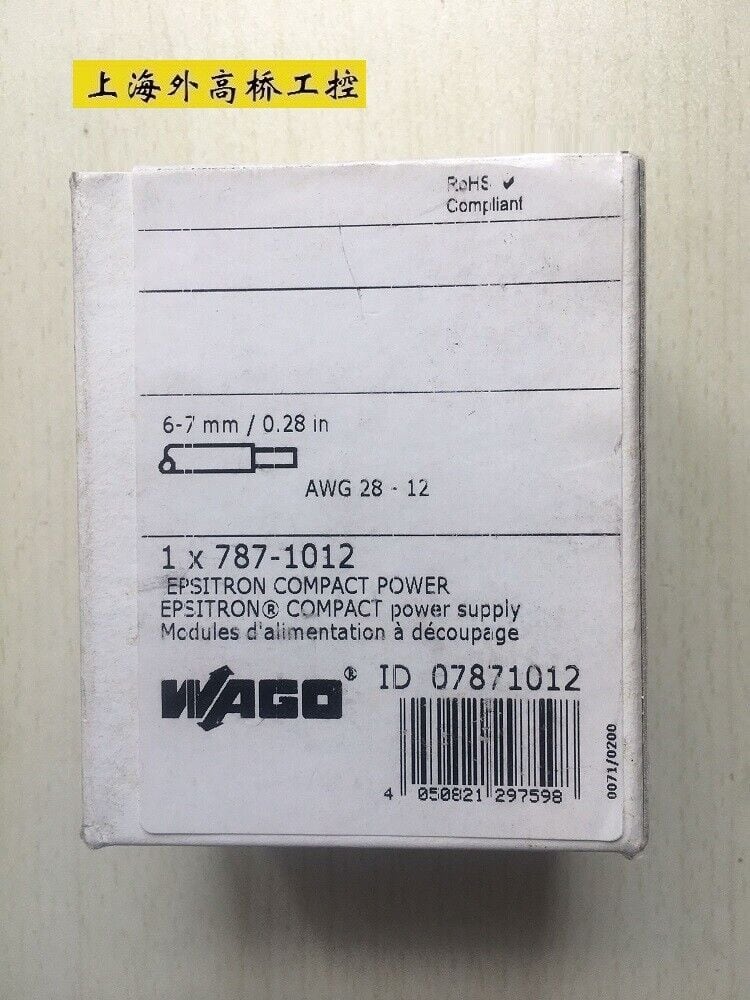 上海外高桥工控
RoHS ✔
Compliant
6-7 mm / 0.28 in
AWG 28 - 12
1 x 787-1012
EPSITRON COMPACT POWER
EPSITRON® COMPACT power supply
Modules d'alimentation à découpage
WAGO® ID 07871012
4 050821 297598
0071/0200